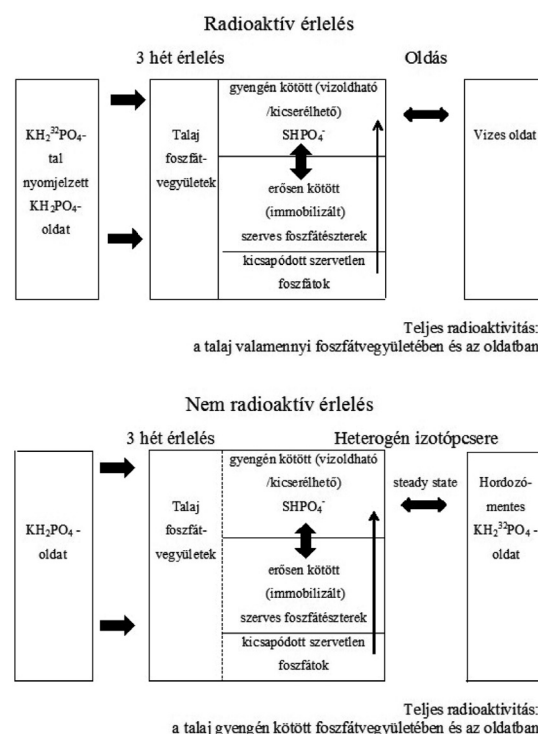 Radioaktív érlelés
3 hét érlelés
Oldás
KH₂³²PO₄-
tal
nyomjelzett
KH₂PO₄-
oldat
Talaj
foszfát-
vegyületek
gyengén kötött (vizoldható
/kicserélhető)
SHPO₄⁻
erősen kötött
(immobilizált)
szerves foszfátészterek
kicsapódott szervetlen
foszfátok
Vizes oldat
Teljes radioaktivitás:
a talaj valamennyi foszfátvegyületében és az oldatban
Nem radioaktív érlelés
3 hét érlelés
Heterogén izotópcsere
KH₂PO₄ -
oldat
Talaj
foszfát-
vegyületek
gyengén kötött (vizoldható
/kicserélhető)
SHPO₄⁻
erősen kötött
(immobilizált)
szerves foszfátészterek
kicsapódott szervetlen
foszfátok
steady state
Hordozó-
mentes
KH₂³²PO₄ -
oldat
Teljes radioaktivitás:
a talaj gyengén kötött foszfátvegyületében és az oldatban